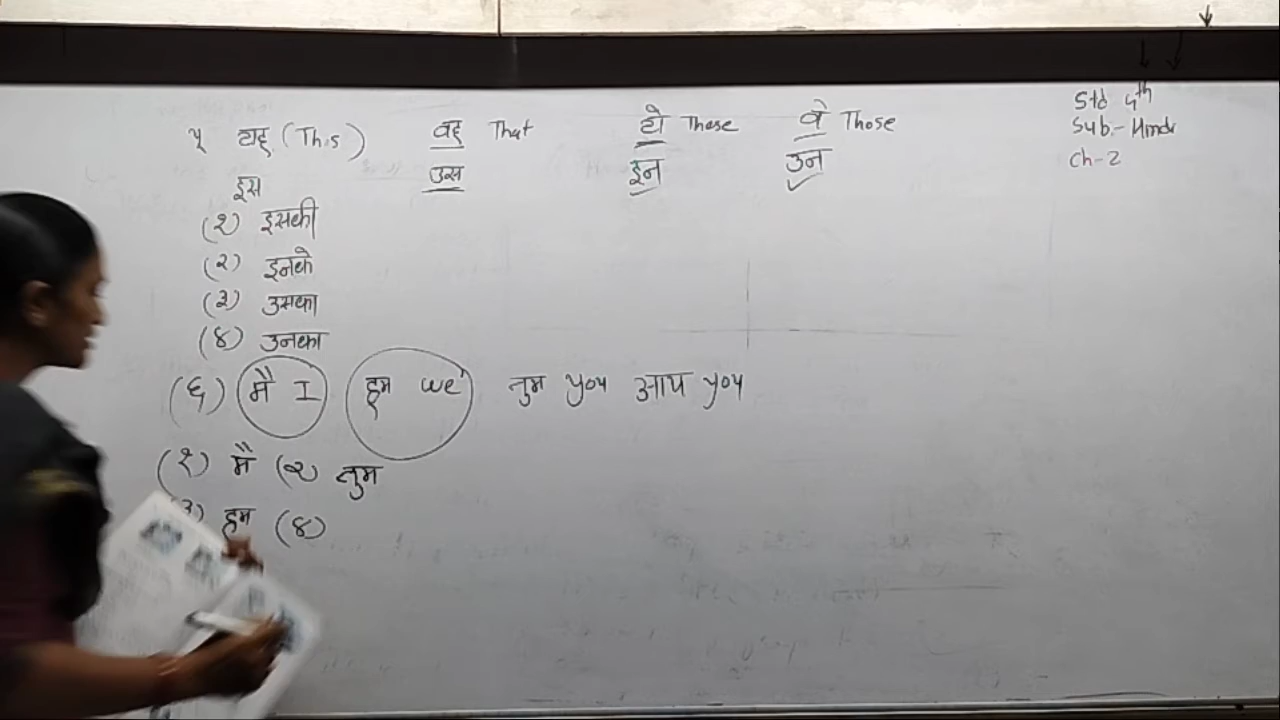 ५ यह (This) वह That ये These वे Those
इस उस इन उन
(१) इसकी
(२) इनके
(३) उसका
(४) उनका
(६) मै I हम we तुम you आप you
(१) मै (२) तुम
(३) हम (४)
Std 4th
Sub.- Hindi
Ch-2